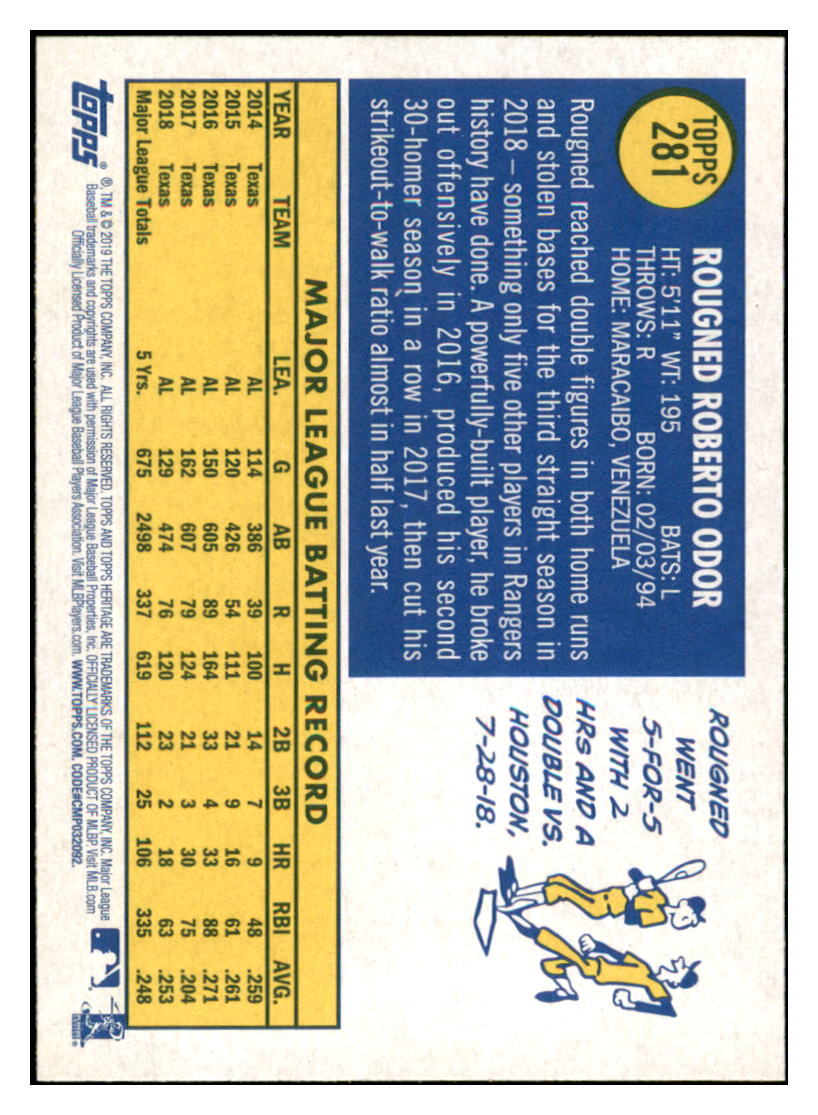 TOPPS
281
ROUGNED ROBERTO ODOR
HT: 5'11" WT: 195 BATS: L
THROWS: R BORN: 02/03/94
HOME: MARACAIBO, VENEZUELA
Rougned reached double figures in both home runs
and stolen bases for the third straight season in
2018 – something only five other players in Rangers
history have done. A powerfully-built player, he broke
out offensively in 2016, produced his second
30-homer season in a row in 2017, then cut his
strikeout-to-walk ratio almost in half last year.
ROUGNED
WENT
5-FOR-5
WITH 2
HRs AND A
DOUBLE VS.
HOUSTON,
7-28-18.
MAJOR LEAGUE BATTING RECORD
YEAR TEAM LEA. G AB R H 2B 3B HR RBI AVG.
2014 Texas AL 114 386 39 100 14 7 9 48 .259
2015 Texas AL 120 426 54 111 21 9 16 61 .261
2016 Texas AL 150 605 89 164 33 4 33 88 .271
2017 Texas AL 162 607 79 124 21 3 30 75 .204
2018 Texas AL 129 474 76 120 23 2 18 63 .253
Major League Totals 5 Yrs. 675 2498 337 619 112 25 106 335 .248
topps ®
®, TM & © 2019 THE TOPPS COMPANY, INC. ALL RIGHTS RESERVED. TOPPS AND TOPPS HERITAGE ARE TRADEMARKS OF THE TOPPS COMPANY, INC. Major League
Baseball trademarks and copyrights are used with permission of Major League Baseball Properties, Inc. OFFICIALLY LICENSED PRODUCT OF MLBP. Visit MLB.com
Officially Licensed Product of Major League Baseball Players Association. Visit MLBPlayers.com. WWW.TOPPS.COM. CODE#CMP032092.